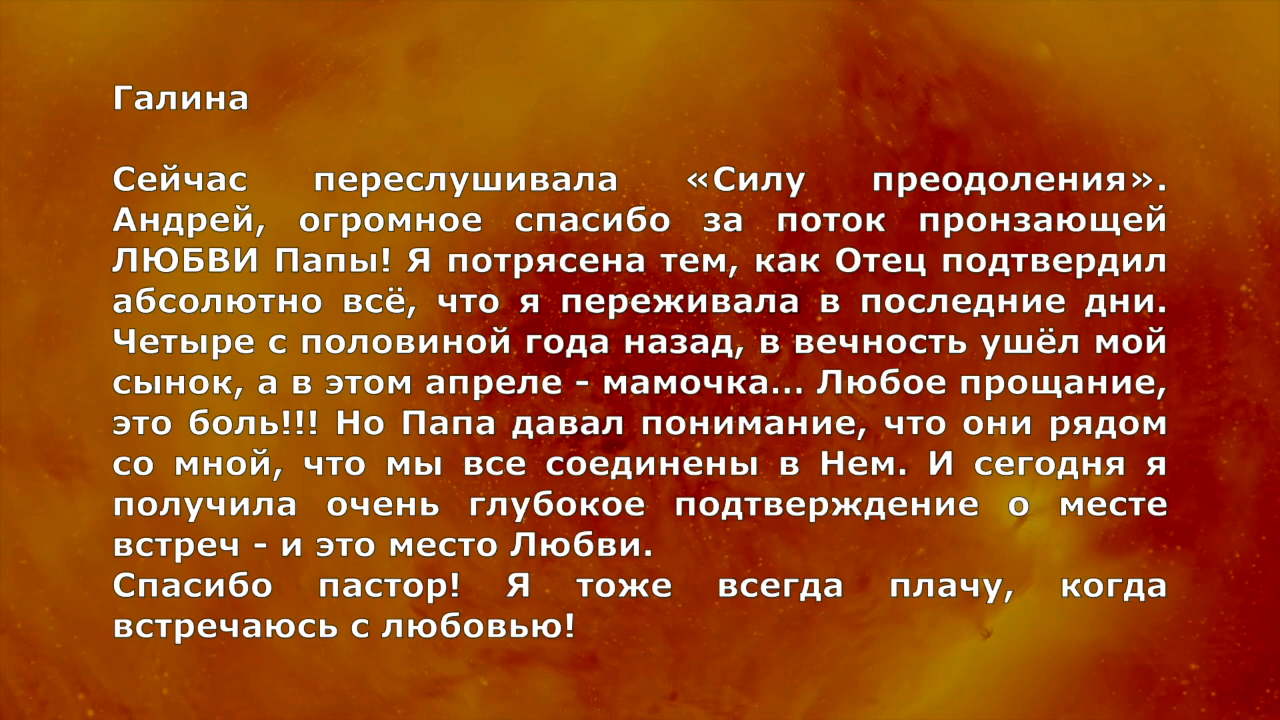 Галина
Сейчас переслушивала «Силу преодоления».
Андрей, огромное спасибо за поток пронзающей
ЛЮБВИ Папы! Я потрясена тем, как Отец подтвердил
абсолютно всё, что я переживала в последние дни.
Четыре с половиной года назад, в вечность ушёл мой
сынок, а в этом апреле - мамочка... Любое прощание,
это боль!!! Но Папа давал понимание, что они рядом
со мной, что мы все соединены в Нем. И сегодня я
получила очень глубокое подтверждение о месте
встреч - и это место Любви.
Спасибо пастор! Я тоже всегда плачу, когда
встречаюсь с любовью!